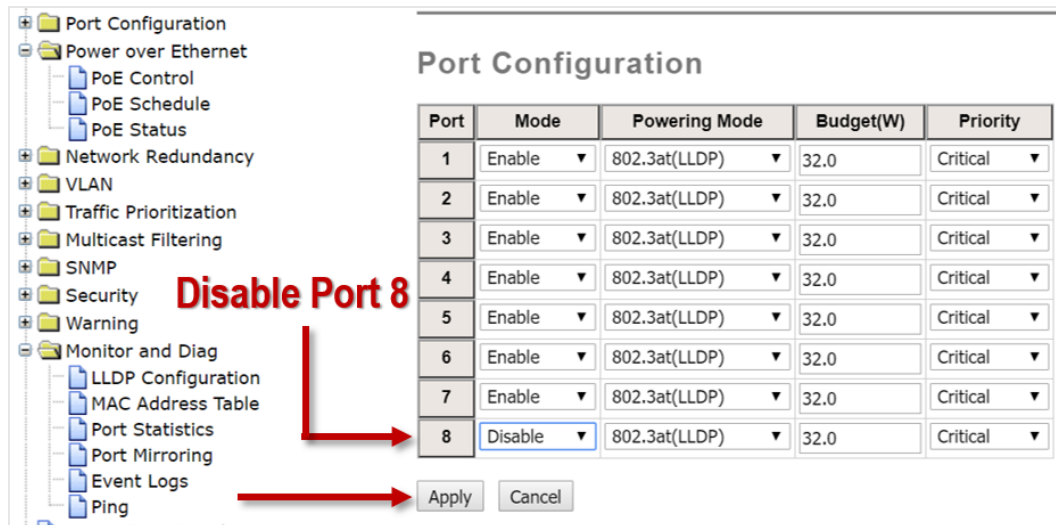 Port Configuration
Power over Ethernet
PoE Control
PoE Schedule
PoE Status
Network Redundancy
VLAN
Traffic Prioritization
Multicast Filtering
SNMP
Security
Warning
Monitor and Diag
LLDP Configuration
MAC Address Table
Port Statistics
Port Mirroring
Event Logs
Ping
Disable Port 8
Port Configuration
Port Mode Powering Mode Budget(W) Priority
1 Enable 802.3at(LLDP) 32.0 Critical
2 Enable 802.3at(LLDP) 32.0 Critical
3 Enable 802.3at(LLDP) 32.0 Critical
4 Enable 802.3at(LLDP) 32.0 Critical
5 Enable 802.3at(LLDP) 32.0 Critical
6 Enable 802.3at(LLDP) 32.0 Critical
7 Enable 802.3at(LLDP) 32.0 Critical
8 Disable 802.3at(LLDP) 32.0 Critical
Apply Cancel